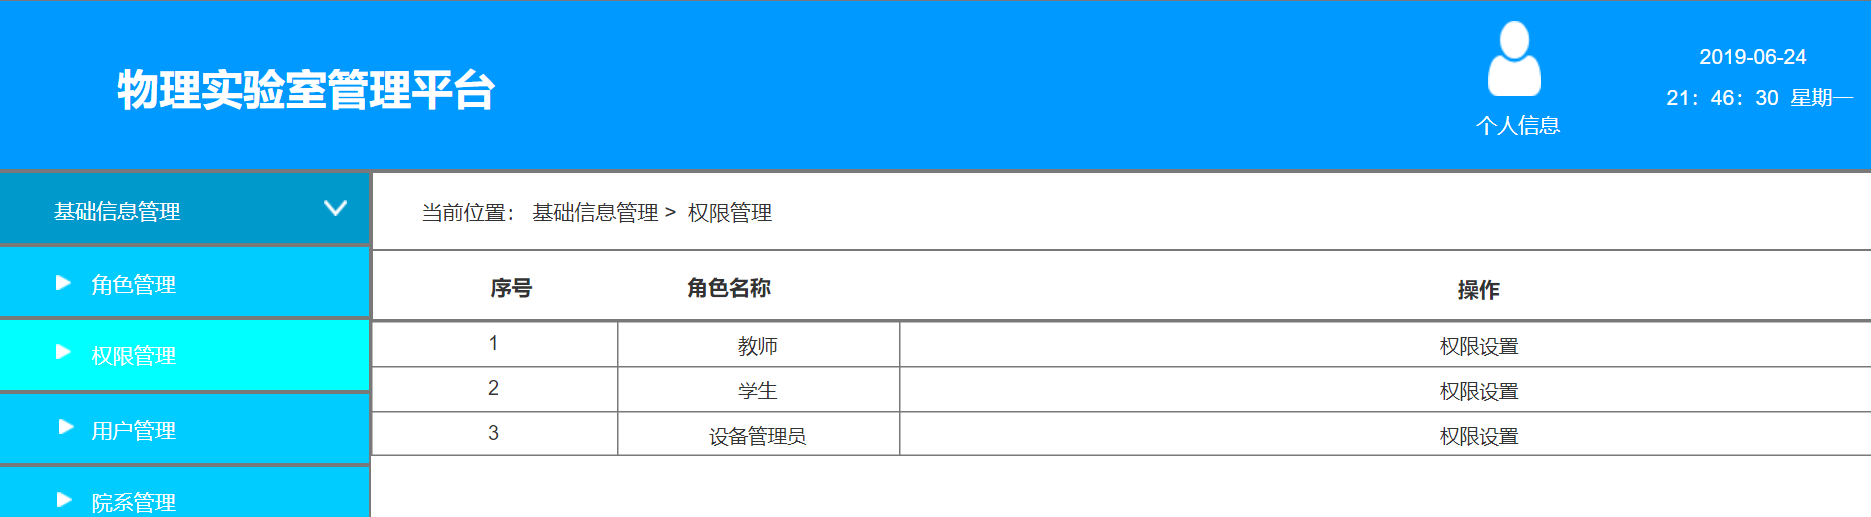 物理实验室管理平台
个人信息
2019-06-24
21：46：30 星期一
基础信息管理
角色管理
权限管理
用户管理
院系管理
当前位置： 基础信息管理 > 权限管理
序号 角色名称 操作
1 教师 权限设置
2 学生 权限设置
3 设备管理员 权限设置